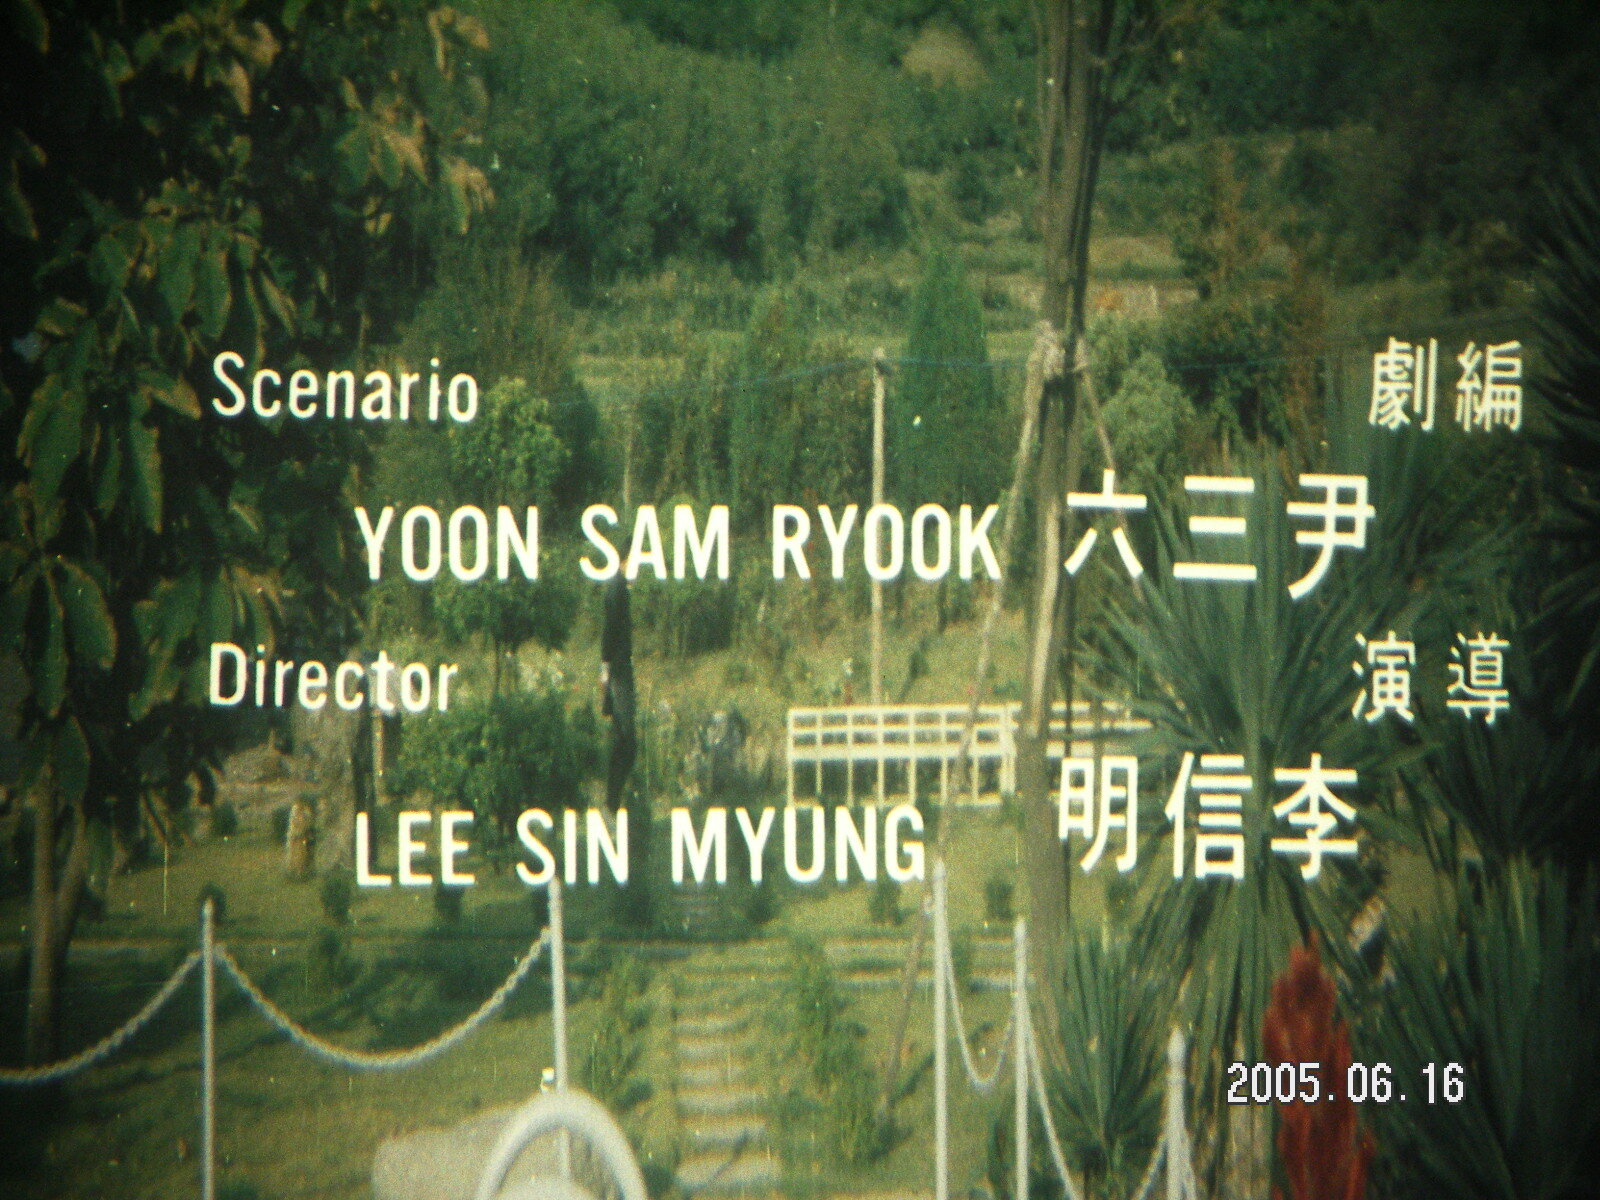 Scenario 編劇
YOON SAM RYOOK 尹三六
Director 導演
LEE SIN MYUNG 李信明
2005.06.16